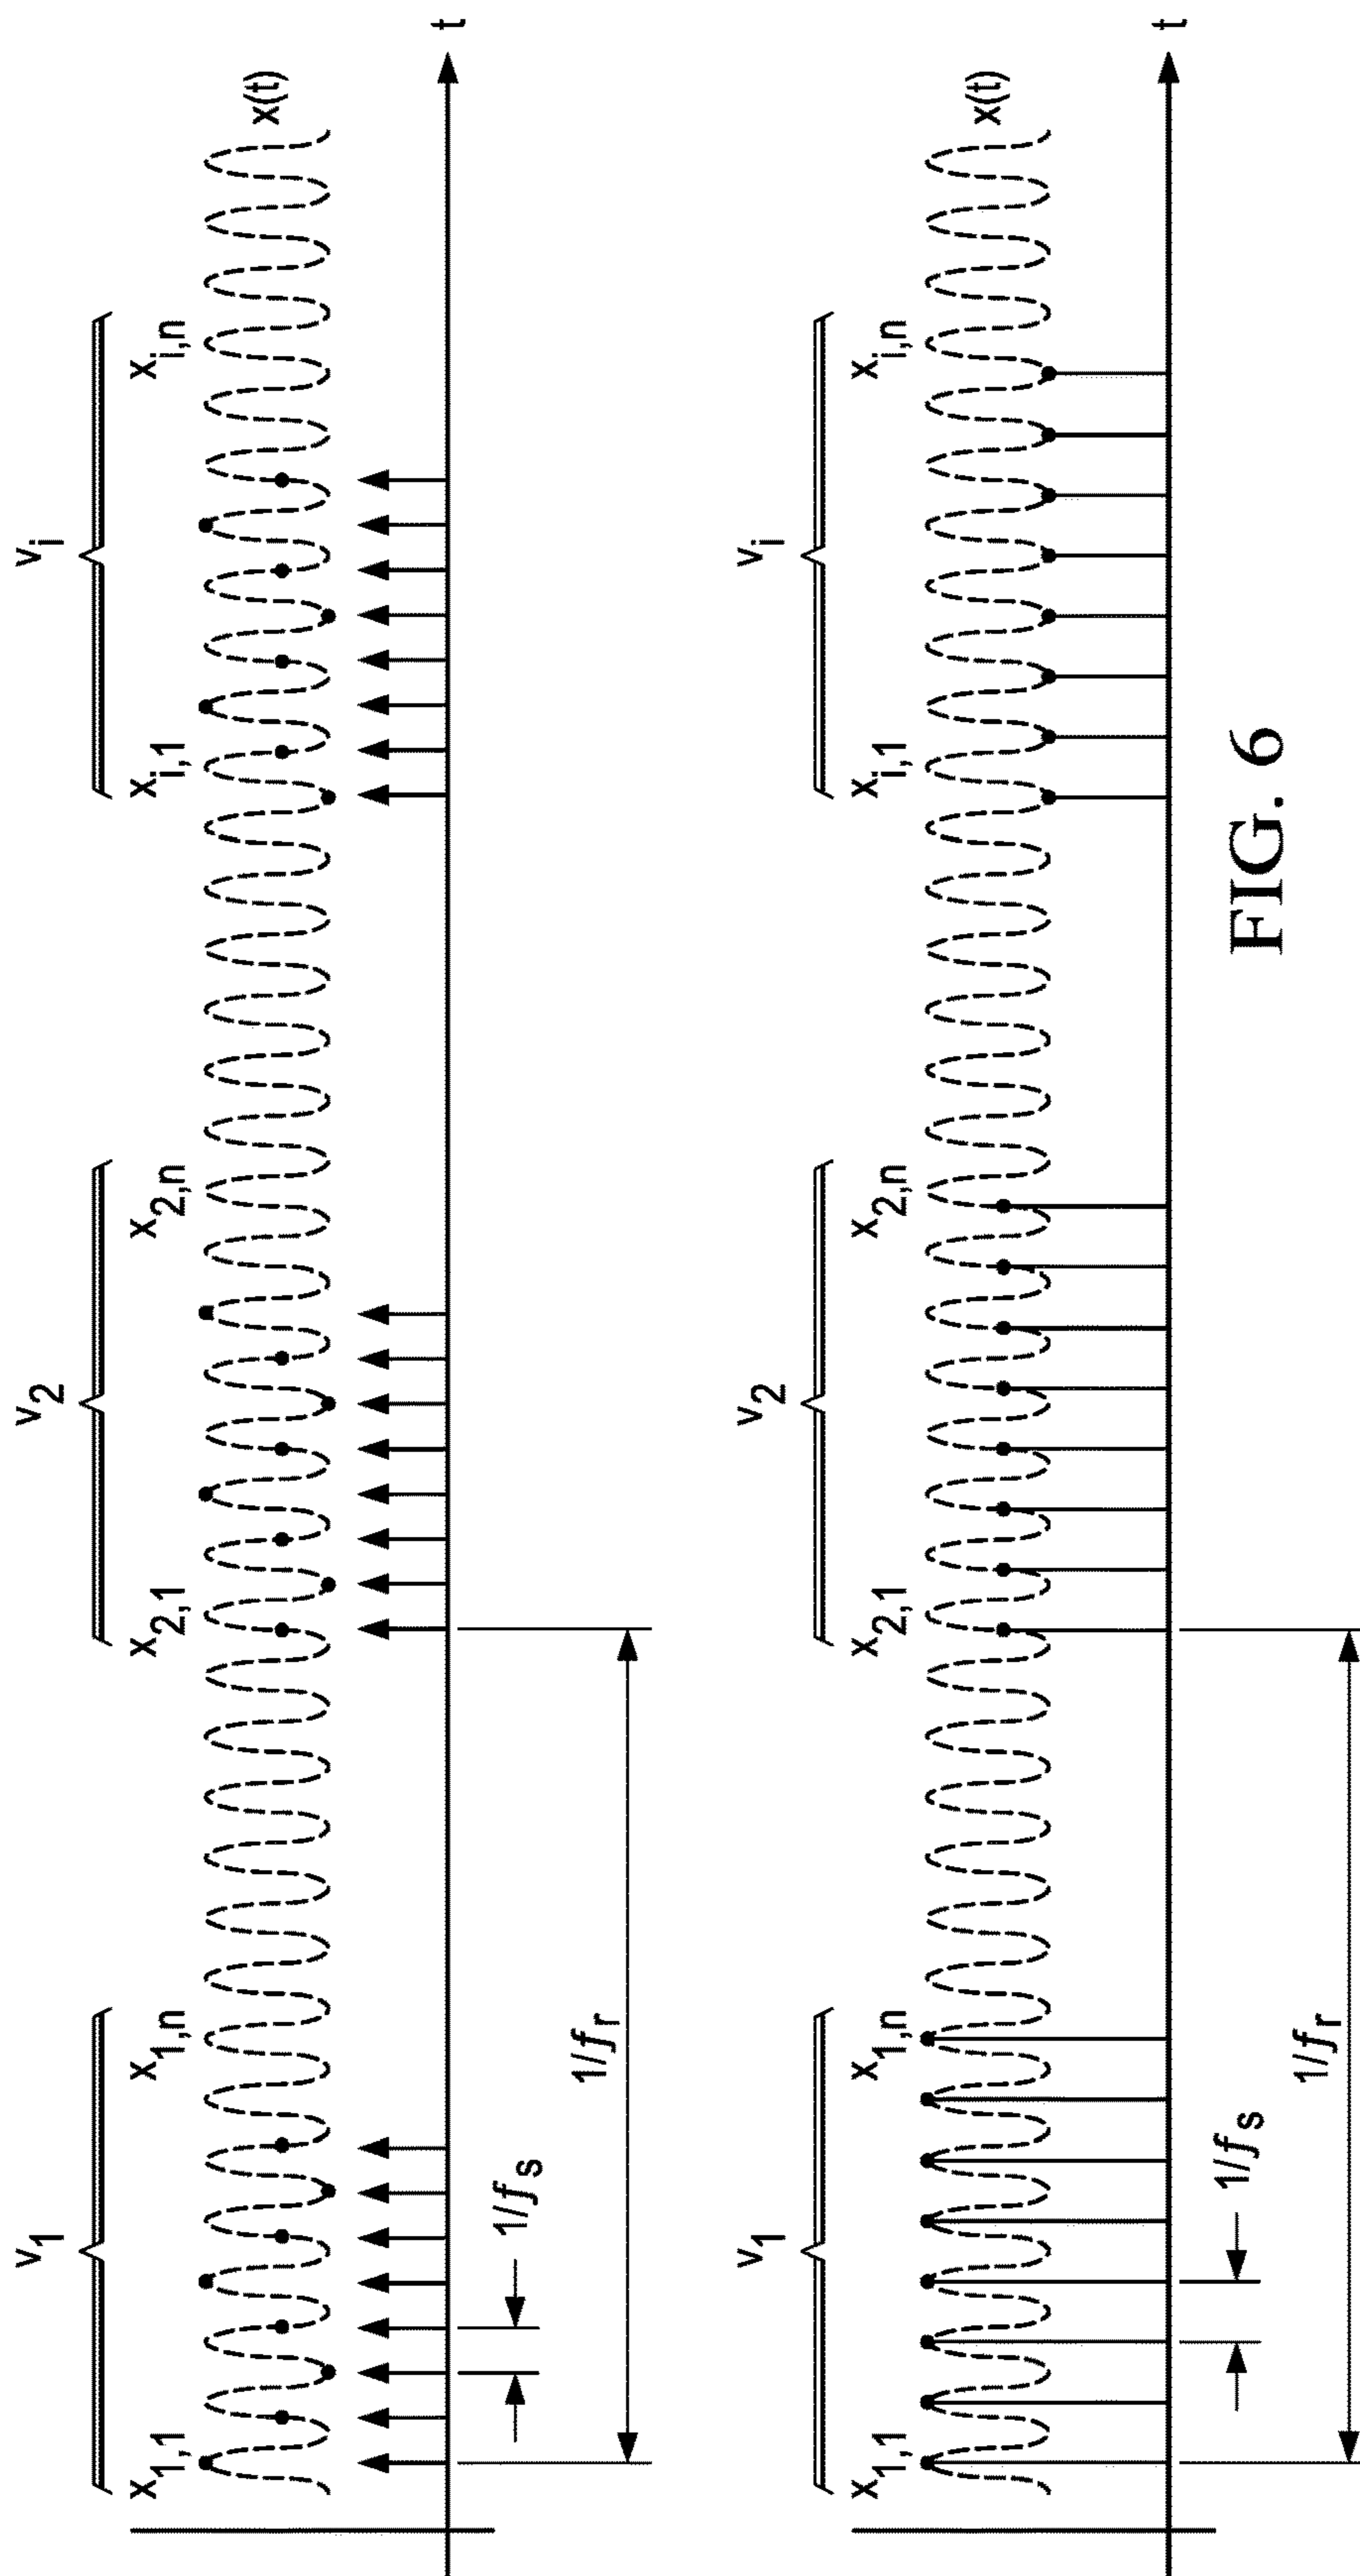 v1 v2 vi
x1,1 x1,n x2,1 x2,n xi,1 xi,n x(t)
t
1/fs
1/fr
v1 v2 vi
x1,1 x1,n x2,1 x2,n xi,1 xi,n x(t)
t
1/fs
1/fr
FIG. 6